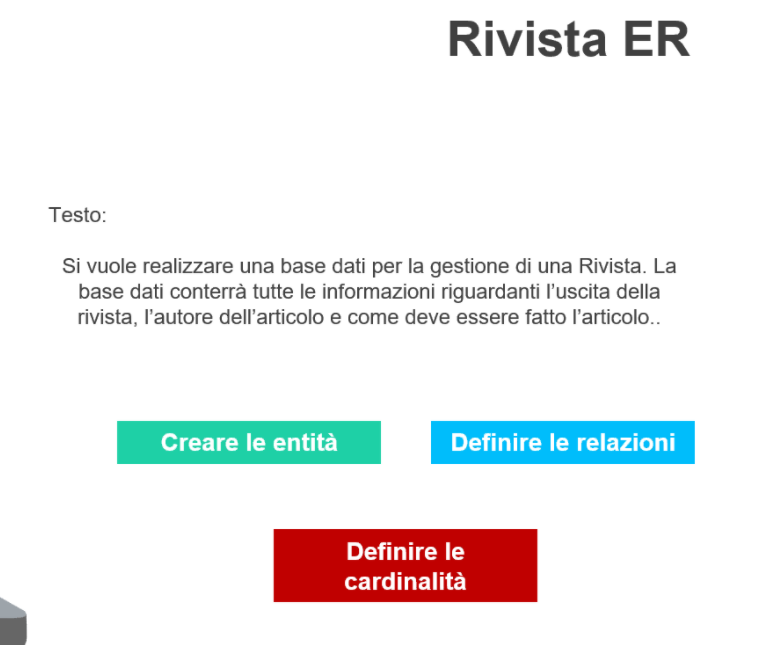 Rivista ER
Testo:
Si vuole realizzare una base dati per la gestione di una Rivista. La
base dati conterrà tutte le informazioni riguardanti l'uscita della
rivista, l'autore dell'articolo e come deve essere fatto l'articolo..
Creare le entità
Definire le relazioni
Definire le
cardinalità